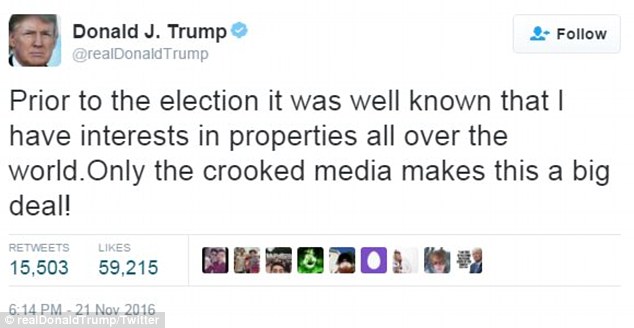 Donald J. Trump
@realDonaldTrump
Follow
Prior to the election it was well known that I
have interests in properties all over the
world.Only the crooked media makes this a big
deal!
RETWEETS LIKES
15,503 59,215
6:14 PM - 21 Nov 2016
© realDonaldTrump/Twitter